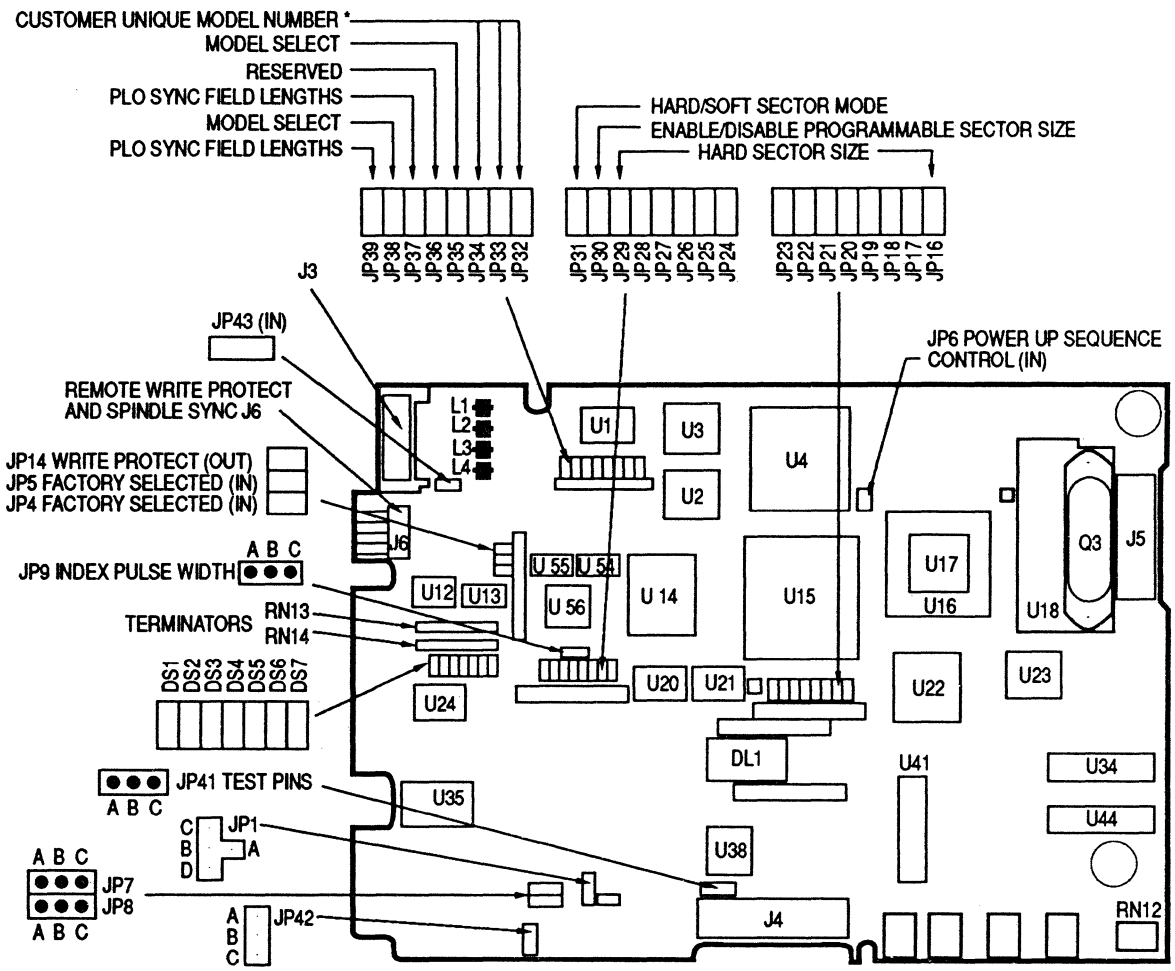 CUSTOMER UNIQUE MODEL NUMBER *
MODEL SELECT
RESERVED
PLO SYNC FIELD LENGTHS
MODEL SELECT
PLO SYNC FIELD LENGTHS
HARD/SOFT SECTOR MODE
ENABLE/DISABLE PROGRAMMABLE SECTOR SIZE
HARD SECTOR SIZE
JP39
JP38
JP37
JP36
JP35
JP34
JP33
JP32
JP31
JP30
JP29
JP28
JP27
JP26
JP25
JP24
JP23
JP22
JP21
JP20
JP19
JP18
JP17
JP16
J3
JP43 (IN)
JP6 POWER UP SEQUENCE
CONTROL (IN)
REMOTE WRITE PROTECT
AND SPINDLE SYNC J6
L1
L2
L3
L4
U1
U3
U4
U2
JP14 WRITE PROTECT (OUT)
JP5 FACTORY SELECTED (IN)
JP4 FACTORY SELECTED (IN)
J6
A B C
JP9 INDEX PULSE WIDTH
U 55
U 54
U12
U13
U 56
U 14
U15
U17
U16
U18
Q3
J5
TERMINATORS
RN13
RN14
DS1
DS2
DS3
DS4
DS5
DS6
DS7
U24
U20
U21
U22
U23
DL1
U41
U34
U44
JP41 TEST PINS
A B C
U35
C
B
D
JP1
A
U38
A B C
JP7
JP8
A B C
A
B
C
JP42
J4
RN12